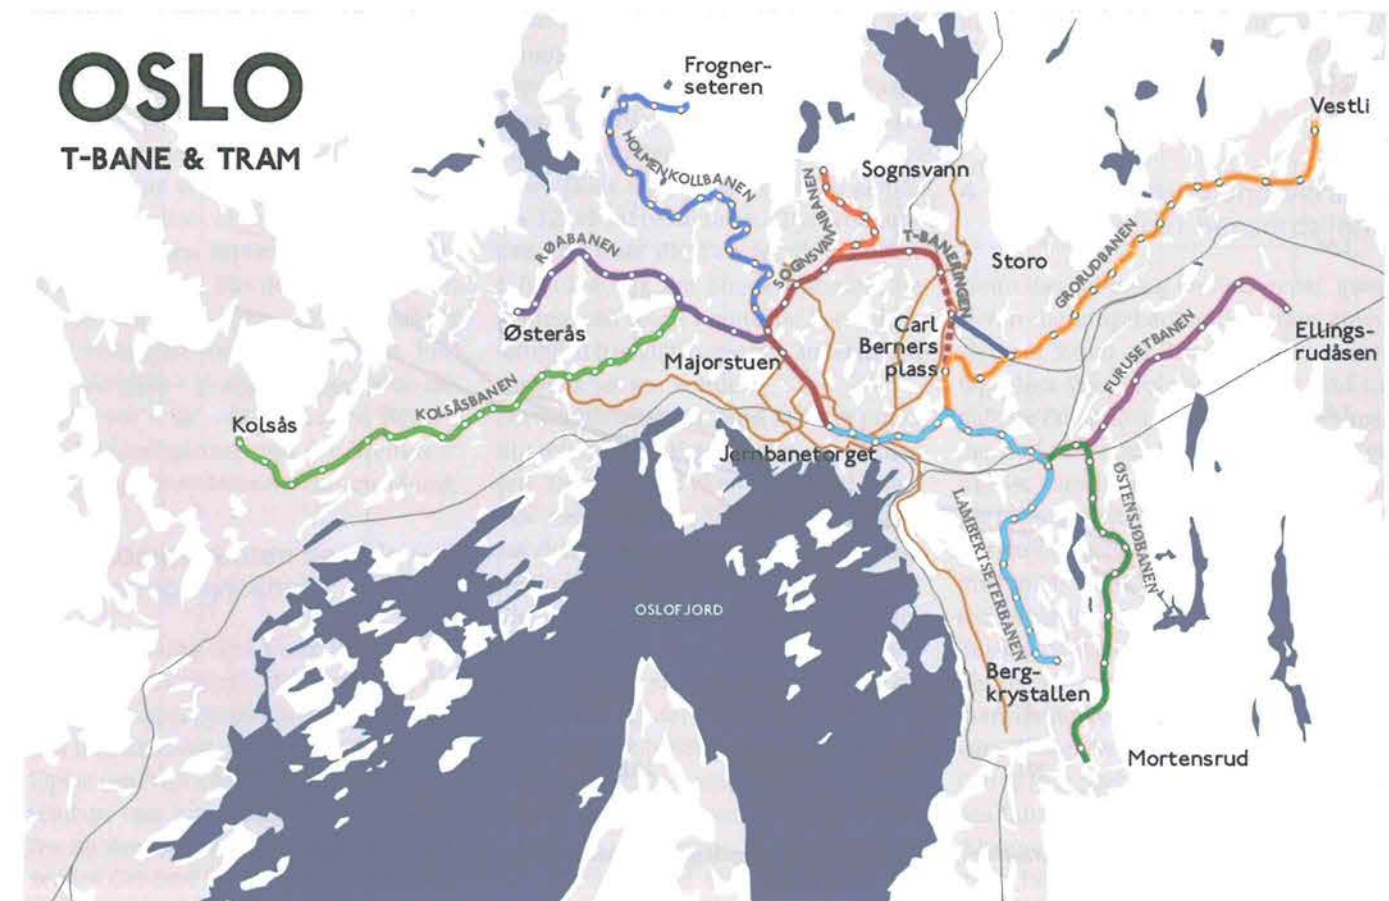 OSLO
T-BANE & TRAM
Frogner-
seteren
Vestli
HOLMENKOLLBANEN
Sognsvann
SOGNSVANNBANEN
T-BANERINGEN
RØABANEN
Storo
GRORUDBANEN
Østerås
Majorstuen
Carl
Berners
plass
Ellings-
rudåsen
FURUSETBANEN
KOLSÅSBANEN
Kolsås
Jernbanetorget
LAMBERTSETERBANEN
ØSTENSJØBANEN
OSLOFJORD
Berg-
krystallen
Mortensrud